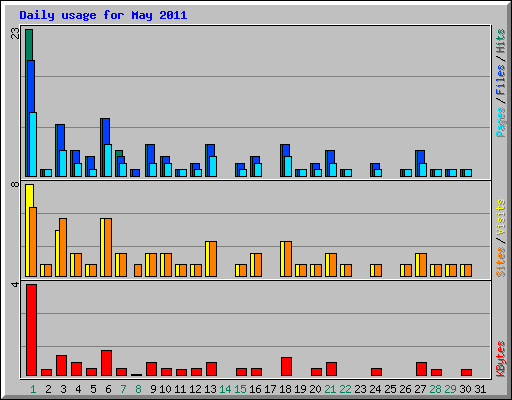 Daily usage for May 2011
23
Pages / Files / Hits
8
Sites / Visits
4
KBytes
1 2 3 4 5 6 7 8 9 10 11 12 13 14 15 16 17 18 19 20 21 22 23 24 25 26 27 28 29 30 31